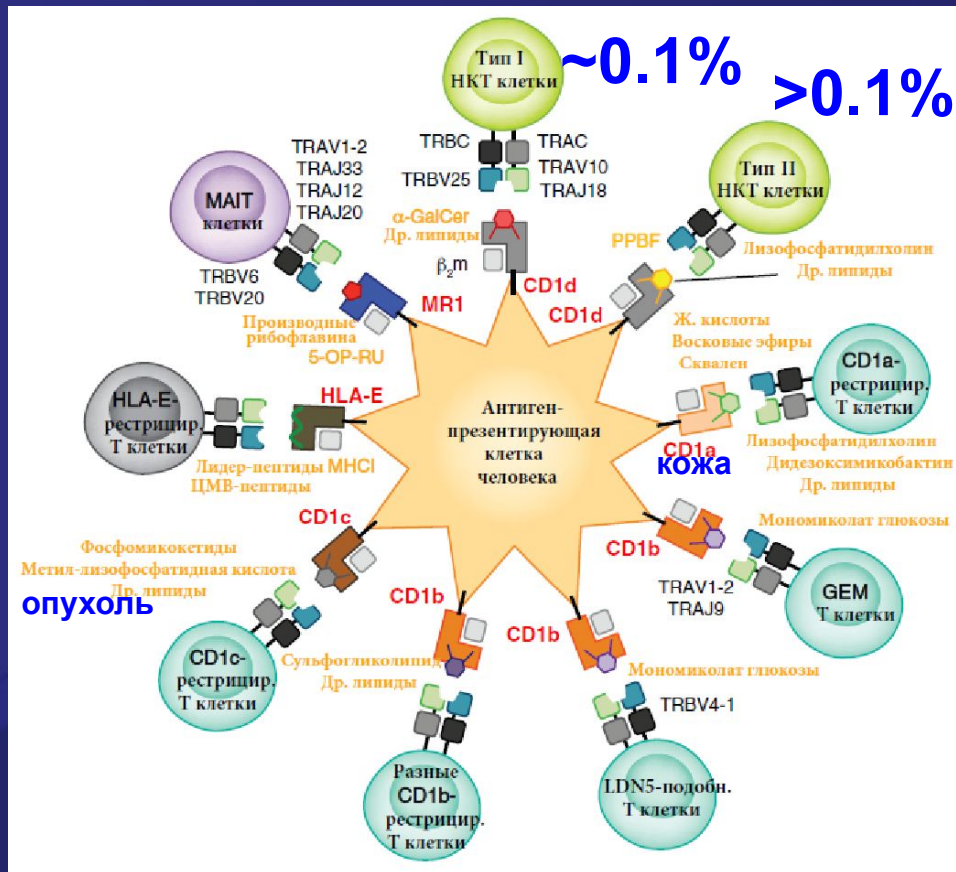 ~0.1%
>0.1%
Тип I
НКТ клетки
TRBC
TRAC
TRBV25
TRAV10
TRAJ18
α-GalCer
Др. липиды
β2m
CD1d
Тип II
НКТ клетки
PPBF
Лизофосфатидилхолин
Др. липиды
CD1d
TRAV1-2
TRAJ33
TRAJ12
TRAJ20
MAIT
клетки
TRBV6
TRBV20
MR1
Производные
рибофлавина
5-OP-RU
Ж. кислоты
Восковые эфиры
Сквален
CD1a-
рестрицир.
Т клетки
CD1a
кожа
Лизофосфатидилхолин
Дидезоксимикобактин
Др. липиды
HLA-E-
рестрицир.
Т клетки
HLA-E
Лидер-пептиды MHCI
ЦМВ-пептиды
Антиген-
презентирующая
клетка
человека
Мономиколат глюкозы
CD1b
TRAV1-2
TRAJ9
GEM
Т клетки
CD1c
Фосфомикокетиды
Метил-лизофосфатидная кислота
Др. липиды
опухоль
CD1c-
рестрицир.
Т клетки
CD1b
Сульфогликолипид
Др. липиды
Разные
CD1b-
рестрицир.
Т клетки
CD1b
Мономиколат глюкозы
TRBV4-1
LDN5-подобн.
Т клетки